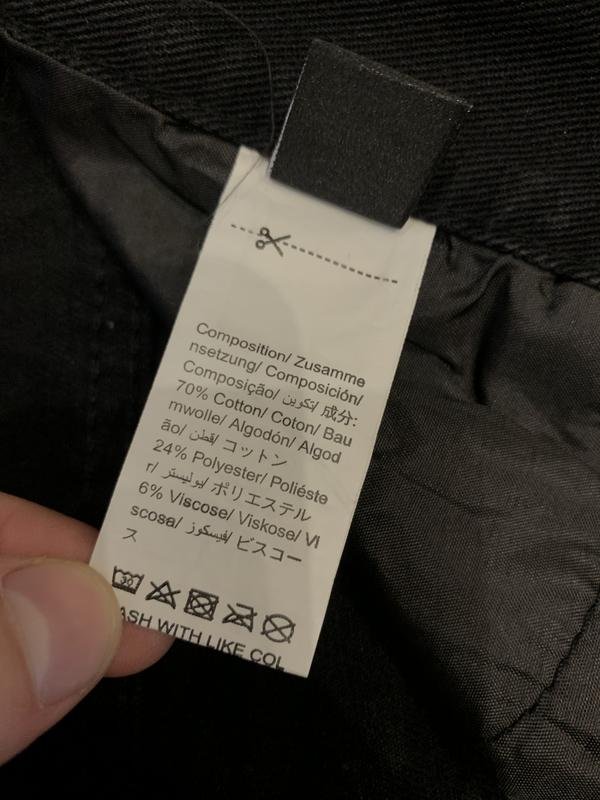 Composition/ Zusamme
nsetzung/ Composición/
Composição/ تكوين/ 成分:
70% Cotton/ Coton/ Bau
mwolle/ Algodón/ Algod
ão/ قطن/ コットン
24% Polyester/ Poliéste
r/ بوليستر/ ポリエステル
6% Viscose/ Viskose/ Vi
scosa/ فيسكوز/ ビスコー
ス
30
ASH WITH LIKE COL